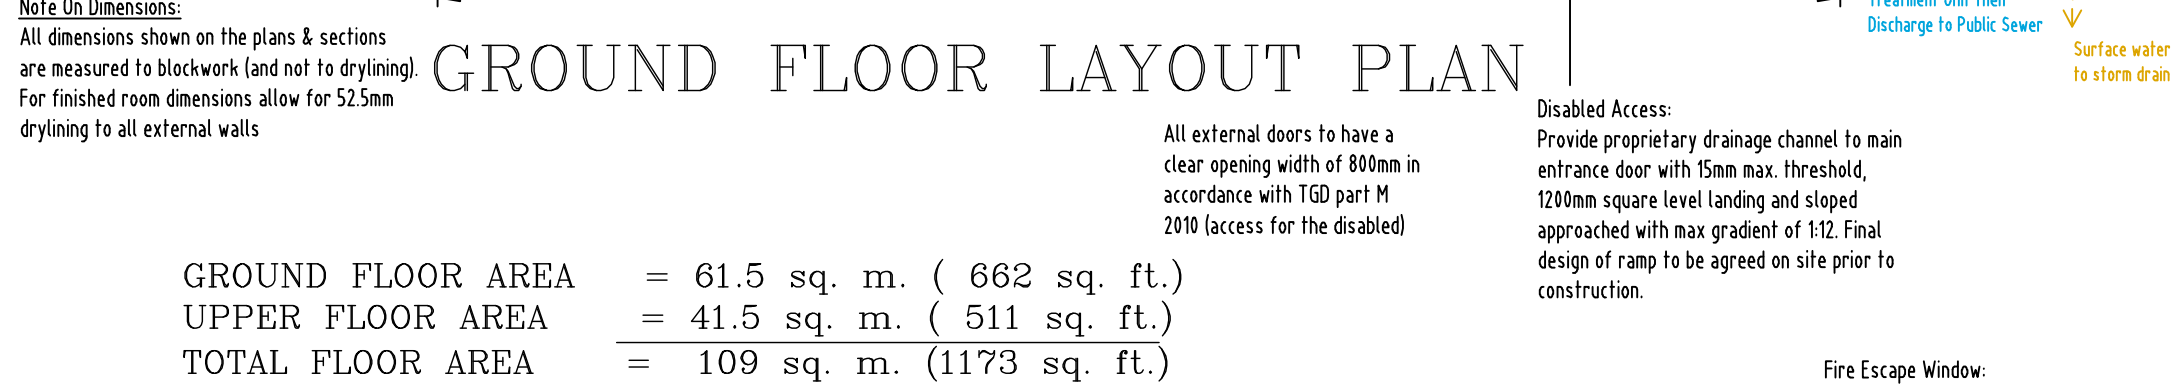 Note On Dimensions:
All dimensions shown on the plans & sections
are measured to blockwork (and not to drylining).
For finished room dimensions allow for 52.5mm
drylining to all external walls
GROUND FLOOR LAYOUT PLAN
Treatment Unit Then
Discharge to Public Sewer
Surface water
to storm drain
All external doors to have a
clear opening width of 800mm in
accordance with TGD part M
2010 (access for the disabled)
Disabled Access:
Provide proprietary drainage channel to main
entrance door with 15mm max. threshold,
1200mm square level landing and sloped
approached with max gradient of 1:12. Final
design of ramp to be agreed on site prior to
construction.
GROUND FLOOR AREA = 61.5 sq. m. ( 662 sq. ft.)
UPPER FLOOR AREA = 41.5 sq. m. ( 511 sq. ft.)
TOTAL FLOOR AREA = 109 sq. m. (1173 sq. ft.)
Fire Escape Window: